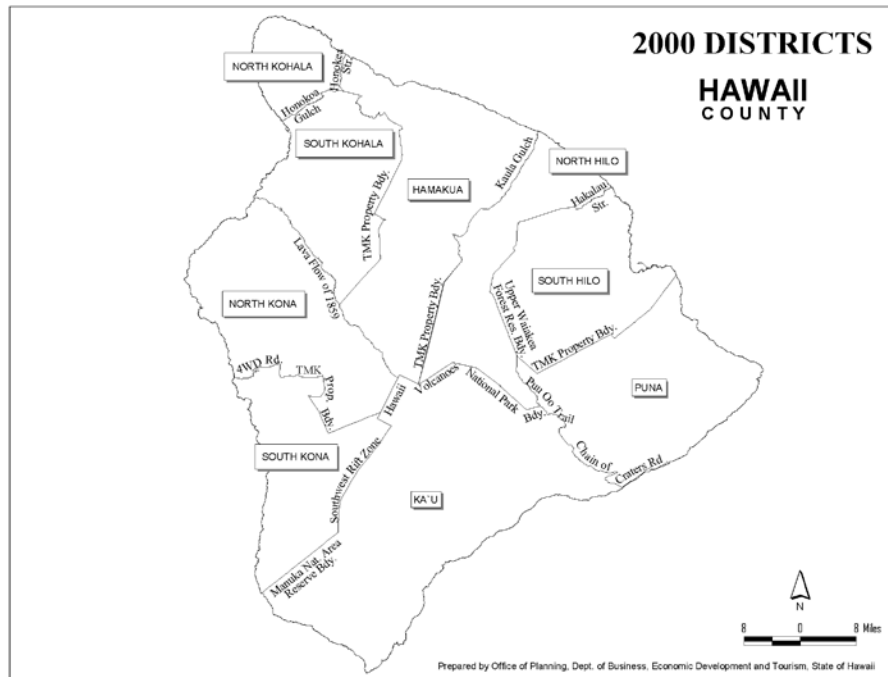 2000 DISTRICTS
HAWAII
COUNTY
NORTH KOHALA
Honokea
Str.
Honokoa
Gulch
SOUTH KOHALA
NORTH HILO
Kaula Gulch
HAMAKUA
Hakalau
Str.
TMK Property Bdy.
Lava Flow of 1859
SOUTH HILO
Upper Waiakea
Forest Res. Bdy.
NORTH KONA
TMK Property Bdy.
TMK Property Bdy.
4WD Rd.
TMK
Prop.
Bdy.
Hawaii
Volcanoes
National Park
Bdy.
Puu Oo Trail
PUNA
SOUTH KONA
Southwest Rift Zone
Chain of
Craters Rd
KA`U
Manuka Nat. Area
Reserve Bdy.
N
8 0 8 Miles
Prepared by Office of Planning, Dept. of Business, Economic Development and Tourism, State of Hawaii